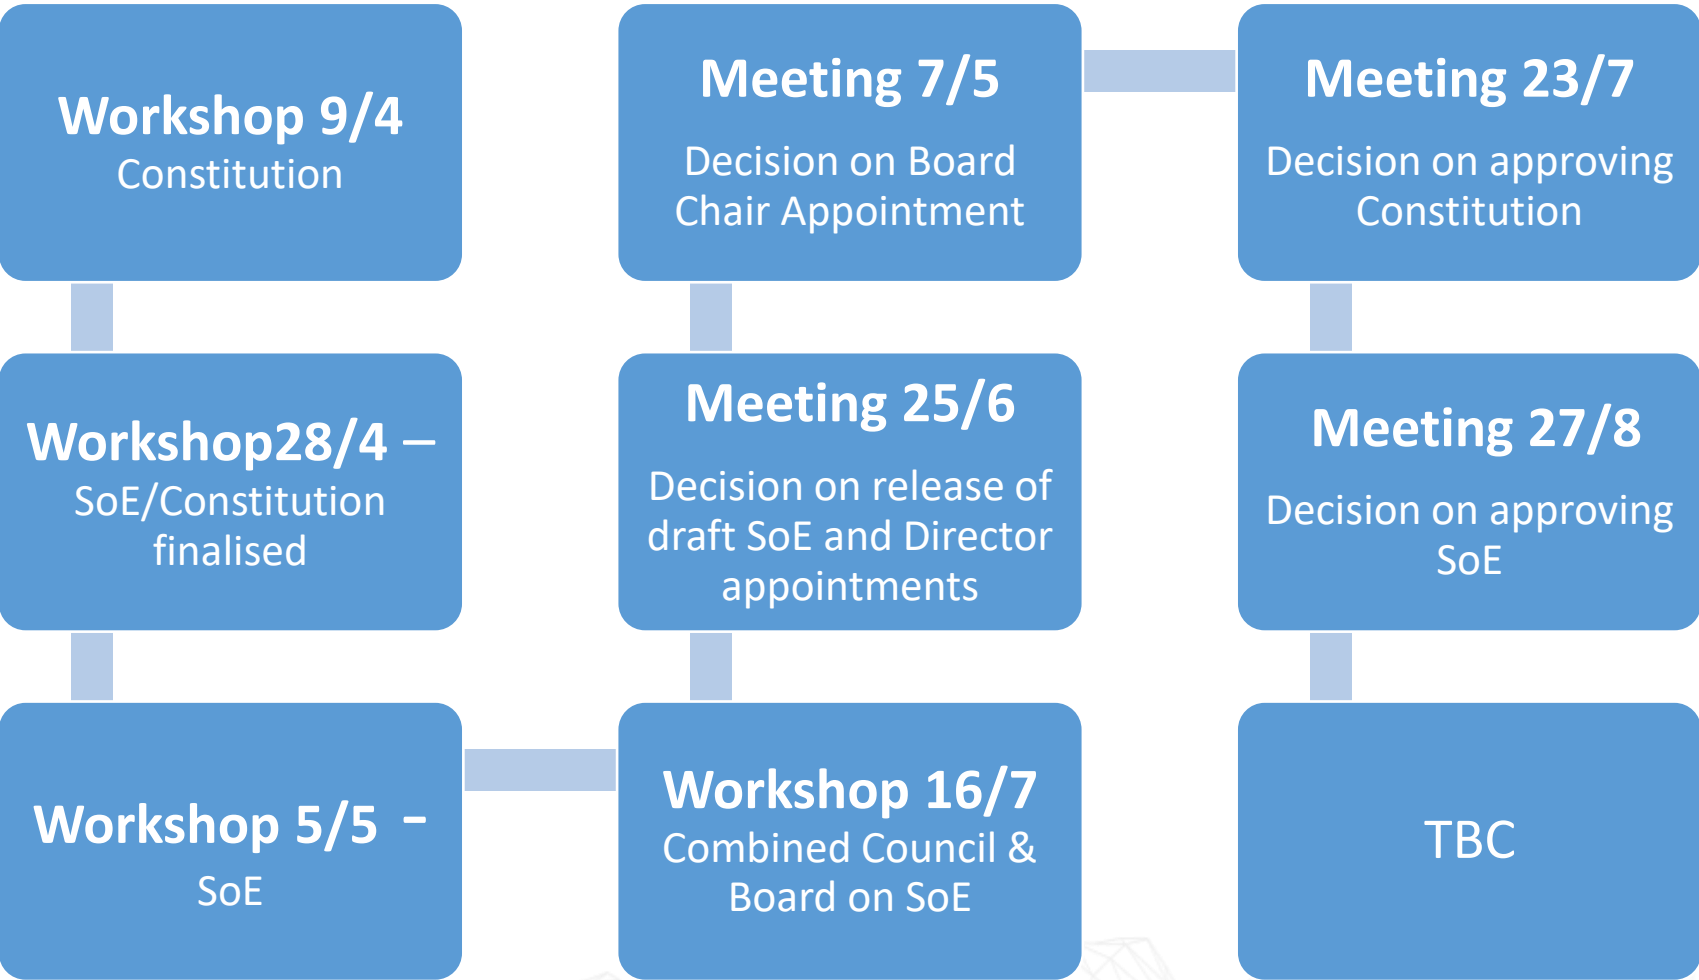 Workshop 9/4
Constitution
Workshop28/4 –
SoE/Constitution
finalised
Workshop 5/5 -
SoE
Meeting 7/5
Decision on Board
Chair Appointment
Meeting 25/6
Decision on release of
draft SoE and Director
appointments
Workshop 16/7
Combined Council &
Board on SoE
Meeting 23/7
Decision on approving
Constitution
Meeting 27/8
Decision on approving
SoE
TBC